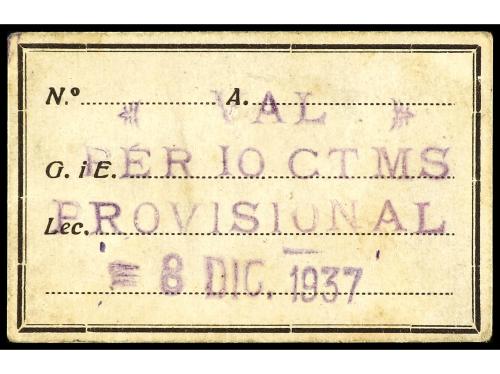 N.º A.
VAL
G. i E.
PER 10 CTMS
Lec.
PROVISIONAL
8 DIC. 1937